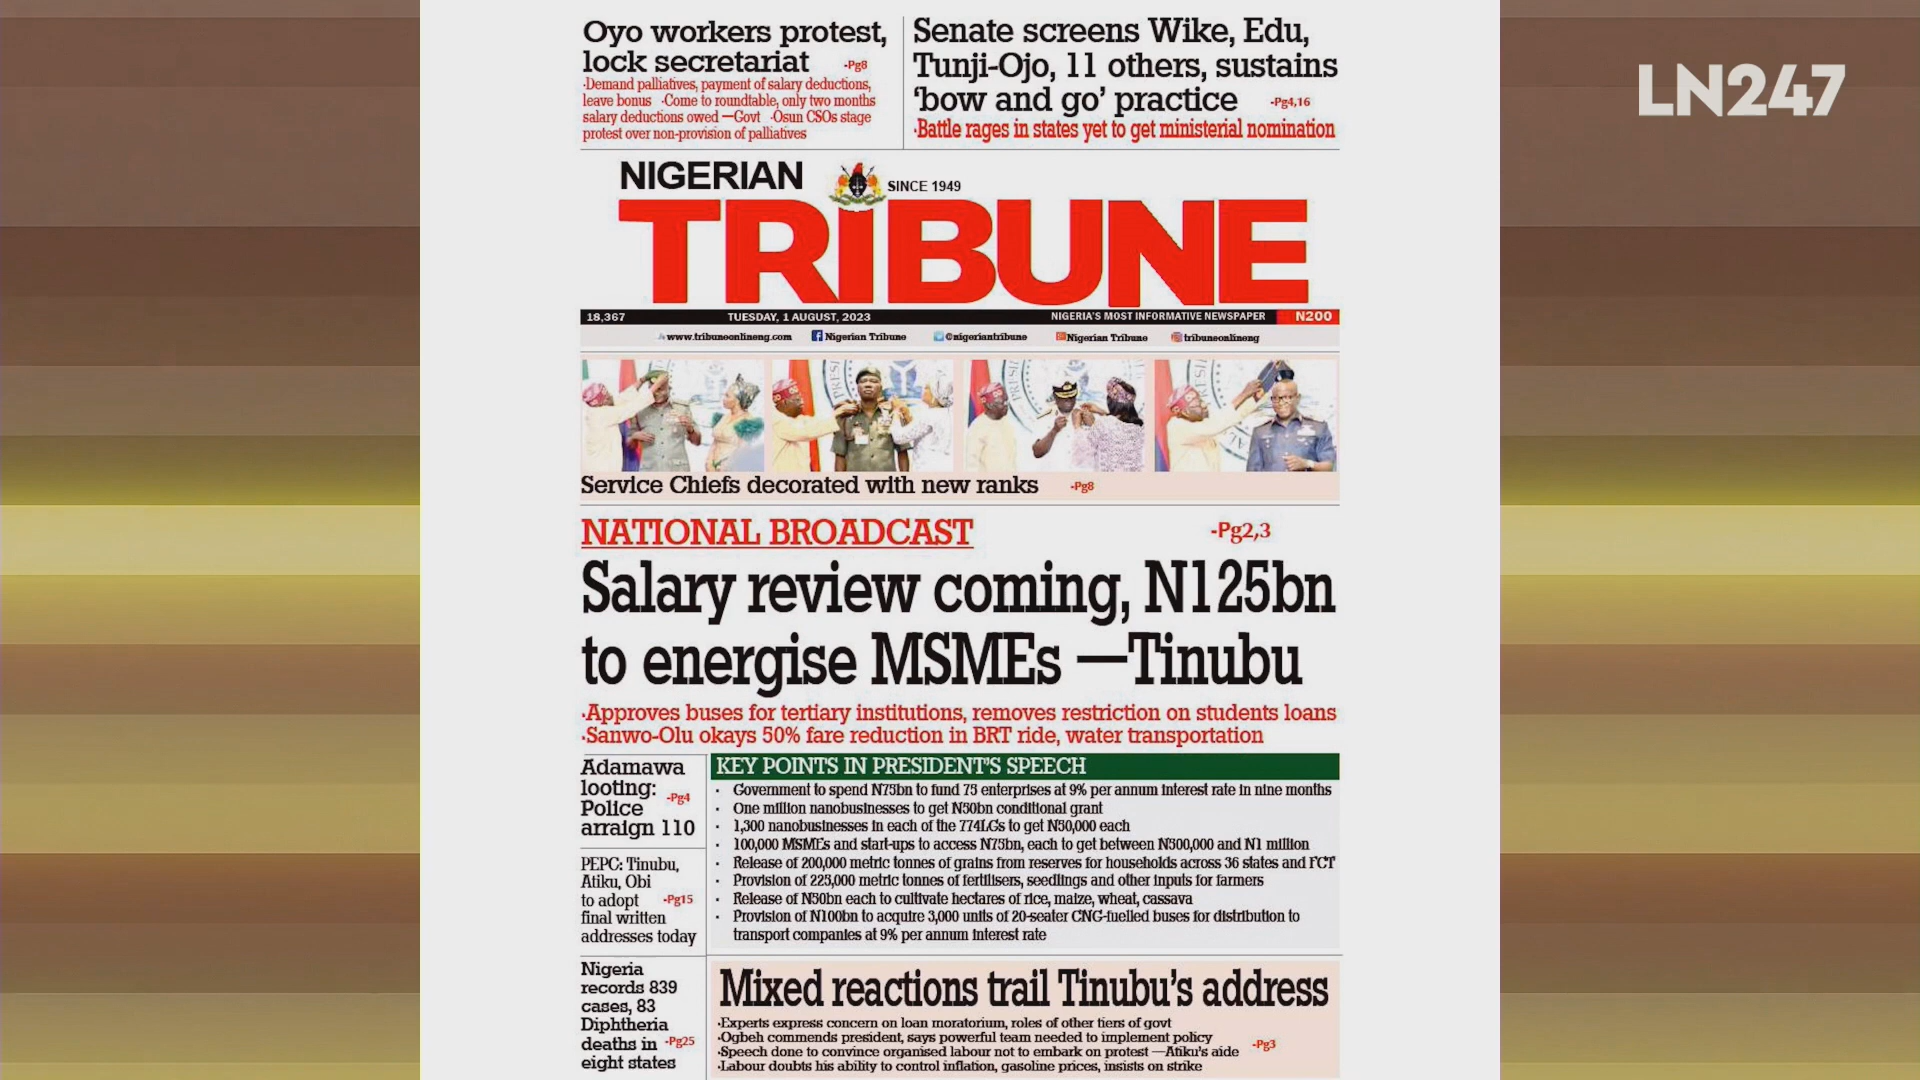 Oyo workers protest,
lock secretariat -Pg8
·Demand palliatives, payment of salary deductions,
leave bonus ·Come to roundtable, only two months
salary deductions owed —Govt ·Osun CSOs stage
protest over non-provision of palliatives
Senate screens Wike, Edu,
Tunji-Ojo, 11 others, sustains
‘bow and go’ practice -Pg4,16
·Battle rages in states yet to get ministerial nomination
LN247
NIGERIAN
SINCE 1949
TRIBUNE
18,367 TUESDAY, 1 AUGUST, 2023 NIGERIA'S MOST INFORMATIVE NEWSPAPER N200
www.tribuneonlineng.com Nigerian Tribune @nigeriantribune Nigerian Tribune tribuneonlineng
Service Chiefs decorated with new ranks -Pg8
NATIONAL BROADCAST -Pg2,3
Salary review coming, N125bn
to energise MSMEs —Tinubu
·Approves buses for tertiary institutions, removes restriction on students loans
·Sanwo-Olu okays 50% fare reduction in BRT ride, water transportation
Adamawa
looting:
Police -Pg4
arraign 110
PEPC: Tinubu,
Atiku, Obi
to adopt -Pg15
final written
addresses today
Nigeria
records 839
cases, 83
Diphtheria
deaths in -Pg25
eight states
KEY POINTS IN PRESIDENT'S SPEECH
· Government to spend N75bn to fund 75 enterprises at 9% per annum interest rate in nine months
· One million nanobusinesses to get N50bn conditional grant
· 1,300 nanobusinesses in each of the 774LGs to get N50,000 each
· 100,000 MSMEs and start-ups to access N75bn, each to get between N500,000 and N1 million
· Release of 200,000 metric tonnes of grains from reserves for households across 36 states and FCT
· Provision of 225,000 metric tonnes of fertilisers, seedlings and other inputs for farmers
· Release of N50bn each to cultivate hectares of rice, maize, wheat, cassava
· Provision of N100bn to acquire 3,000 units of 20-seater CNG-fuelled buses for distribution to
transport companies at 9% per annum interest rate
Mixed reactions trail Tinubu's address
·Experts express concern on loan moratorium, roles of other tiers of govt
·Ogbeh commends president, says powerful team needed to implement policy
·Speech done to convince organised labour not to embark on protest —Atiku's aide -Pg3
·Labour doubts his ability to control inflation, gasoline prices, insists on strike